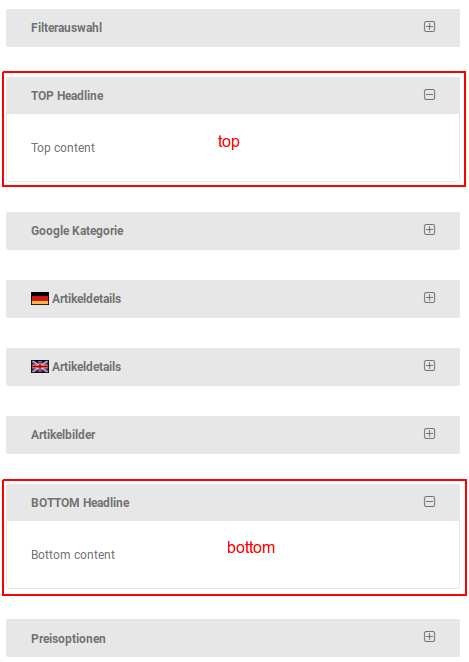 Filterauswahl
TOP Headline
Top content
top
Google Kategorie
Artikeldetails
Artikeldetails
Artikelbilder
BOTTOM Headline
Bottom content
bottom
Preisoptionen